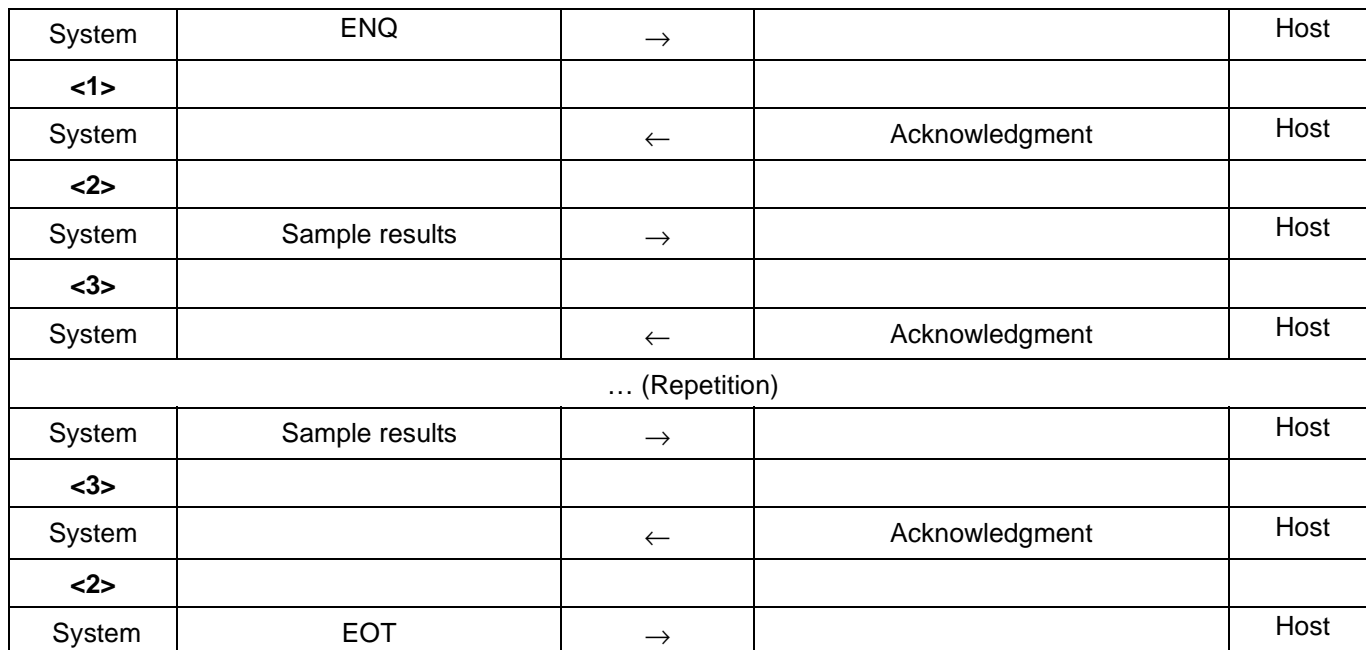 System ENQ → Host
<1>
System ← Acknowledgment Host
<2>
System Sample results → Host
<3>
System ← Acknowledgment Host
… (Repetition)
System Sample results → Host
<3>
System ← Acknowledgment Host
<2>
System EOT → Host